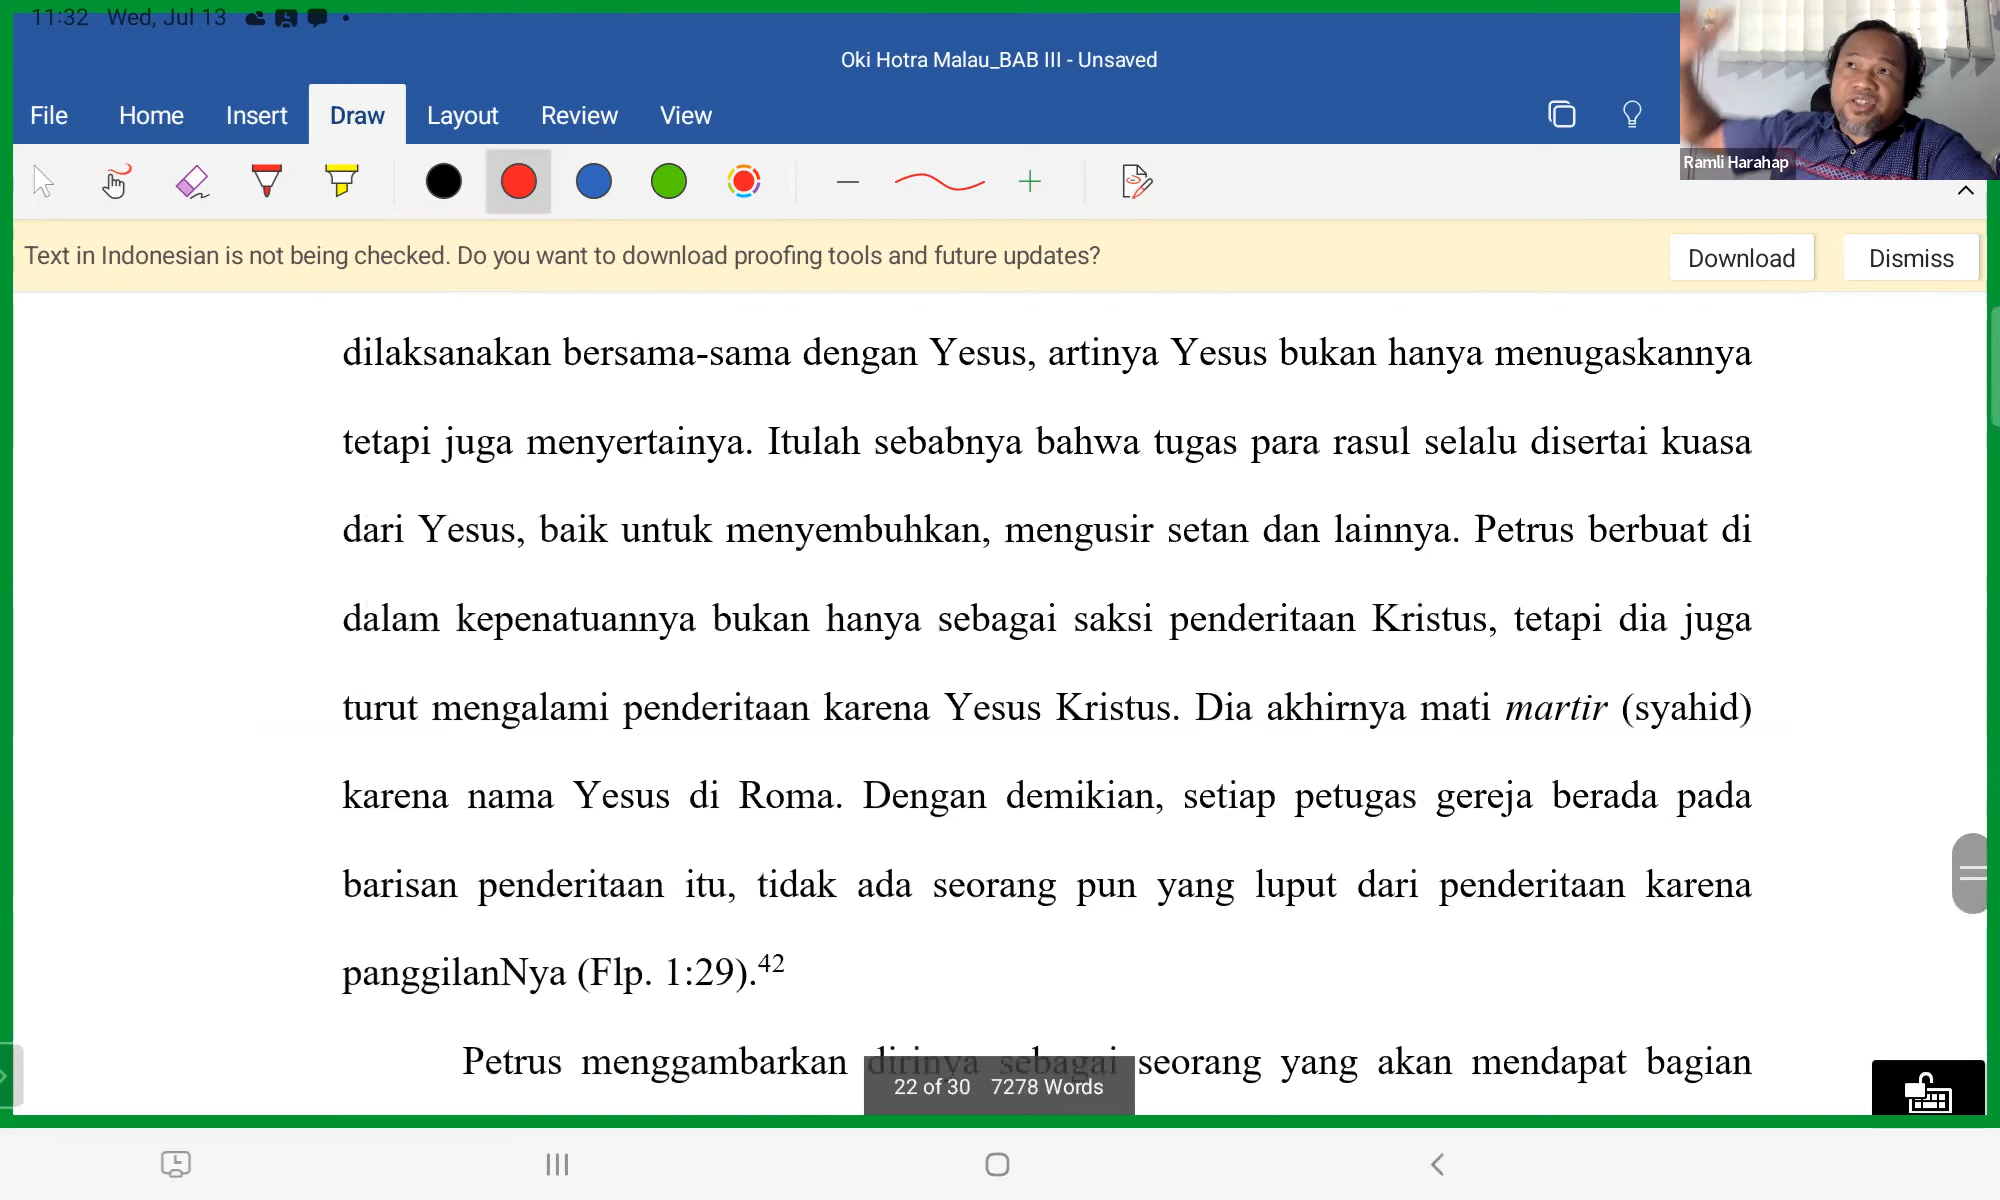 11:32 Wed, Jul 13
Oki Hotra Malau_BAB III - Unsaved
File Home Insert Draw Layout Review View
Ramli Harahap
Text in Indonesian is not being checked. Do you want to download proofing tools and future updates?
Download Dismiss
dilaksanakan bersama-sama dengan Yesus, artinya Yesus bukan hanya menugaskannya
tetapi juga menyertainya. Itulah sebabnya bahwa tugas para rasul selalu disertai kuasa
dari Yesus, baik untuk menyembuhkan, mengusir setan dan lainnya. Petrus berbuat di
dalam kepenatuannya bukan hanya sebagai saksi penderitaan Kristus, tetapi dia juga
turut mengalami penderitaan karena Yesus Kristus. Dia akhirnya mati martir (syahid)
karena nama Yesus di Roma. Dengan demikian, setiap petugas gereja berada pada
barisan penderitaan itu, tidak ada seorang pun yang luput dari penderitaan karena
panggilanNya (Flp. 1:29).42
Petrus menggambarkan dirinya sebagai seorang yang akan mendapat bagian
22 of 30 7278 Words